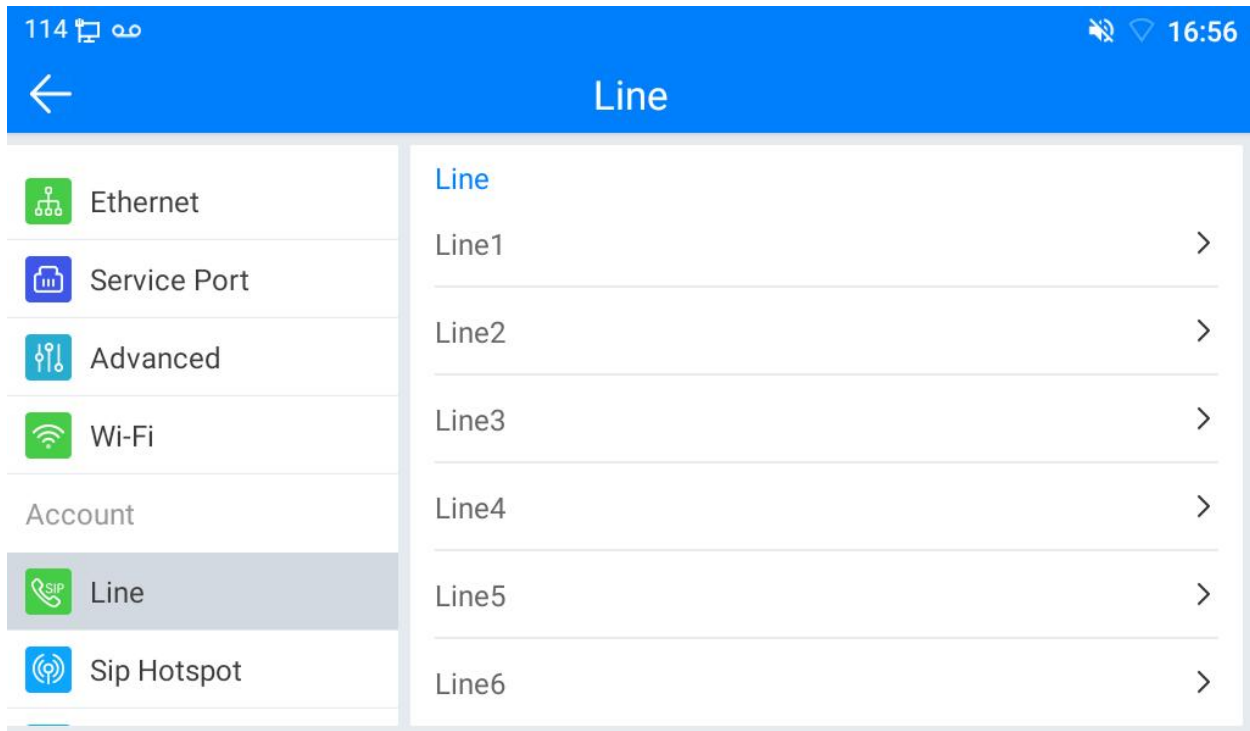 114
16:56
Line
Ethernet
Service Port
Advanced
Wi-Fi
Account
SIP
Line
Sip Hotspot
Line
Line1
Line2
Line3
Line4
Line5
Line6